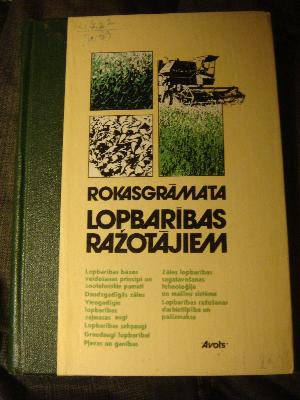 ROKASGRĀMATA
LOPBARĪBAS
RAŽOTĀJIEM
Lopbarības bāzes
veidošanas principi un
zootehniskie pamati
Daudzgadīgās zāles
Viengadīgie
lopbarības
zaļmasas augi
Lopbarības sakņaugi
Graudaugi lopbarībai
Pļavas un ganības
Zāles lopbarības
sagatavošanas
tehnoloģija
un mašīnu sistēma
Lopbarības ražošanas
darbietilpība un
pašizmaksa
Avots